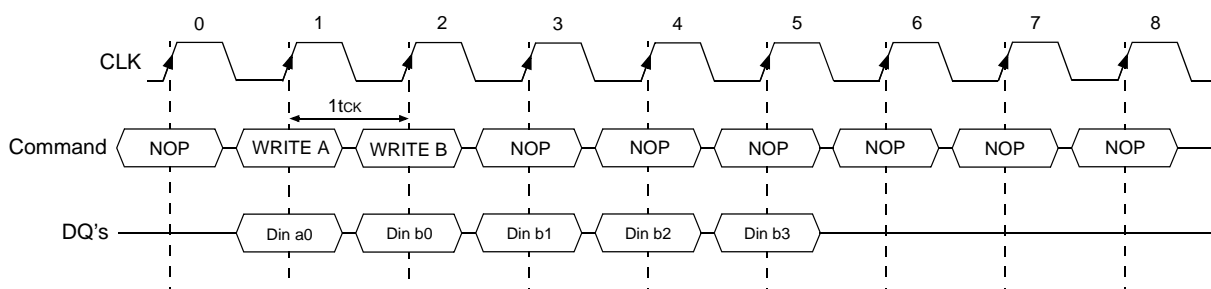 0 1 2 3 4 5 6 7 8
CLK
1tCK
Command NOP WRITE A WRITE B NOP NOP NOP NOP NOP NOP
DQ's Din a0 Din b0 Din b1 Din b2 Din b3